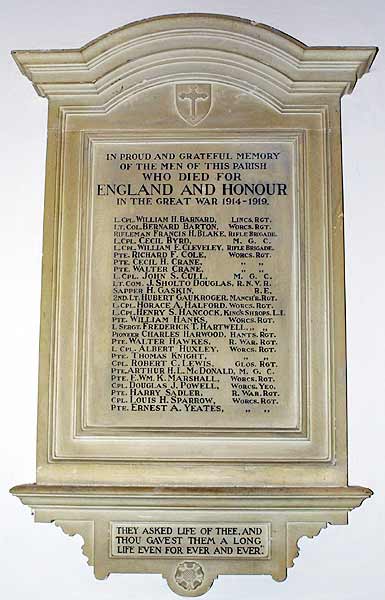 IN PROUD AND GRATEFUL MEMORY
OF THE MEN OF THIS PARISH
WHO DIED FOR
ENGLAND AND HONOUR
IN THE GREAT WAR 1914-1919.
L. CPL. WILLIAM H. BARNARD, LINCS. RGT.
LT. COL. BERNARD BARTON, WORCS. RGT.
RIFLEMAN FRANCIS H. BLAKE, RIFLE BRIGADE.
L. CPL. CECIL BYRD, M. G. C.
L. CPL. WILLIAM E. CLEVELEY, RIFLE BRIGADE.
PTE. RICHARD F. COLE, WORCS. RGT.
PTE. CECIL H. CRANE, " "
PTE. WALTER CRANE, " "
L. CPL. JOHN S. CULL, M. G. C.
LT. COM. J. SHOLTO DOUGLAS, R. N. V. R.
SAPPER H. GASKIN, R. E.
2ND. LT. HUBERT GAUKROGER, MANCH'R. RGT.
L. CPL. HORACE A. HALFORD, WORCS. RGT.
L. CPL. HENRY S. HANCOCK, KING'S SHROPS. L.I.
PTE. WILLIAM HANKS, WORCS. RGT.
L. SERGT. FREDERICK T. HARTWELL, " "
PIONEER CHARLES HARWOOD, HANTS. RGT.
PTE. WALTER HAWKES, R. WAR. RGT.
L. CPL. ALBERT HUXLEY, WORCS. RGT.
PTE. THOMAS KNIGHT, " "
CPL. ROBERT C. LEWIS, GLOS. RGT.
PTE. ARTHUR H. L. McDONALD, M. G. C.
PTE. E. WM. K. MARSHALL, WORCS. RGT.
CPL. DOUGLAS J. POWELL, WORCS. YEO.
PTE. HARRY SADLER, R. WAR. RGT.
CPL. LOUIS H. SPARROW, WORCS. RGT.
PTE. ERNEST A. YEATES, " "
THEY ASKED LIFE OF THEE, AND
THOU GAVEST THEM A LONG
LIFE EVEN FOR EVER AND EVER".